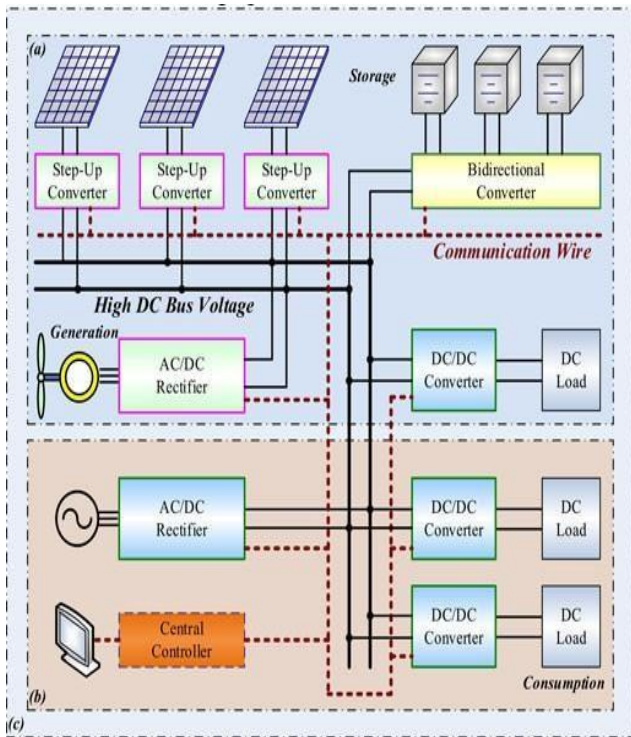 (a)
Storage
Step-Up
Converter
Step-Up
Converter
Step-Up
Converter
Bidirectional
Converter
Communication Wire
High DC Bus Voltage
Generation
AC/DC
Rectifier
DC/DC
Converter
DC
Load
AC/DC
Rectifier
DC/DC
Converter
DC
Load
Central
Controller
DC/DC
Converter
DC
Load
Consumption
(b)
(c)